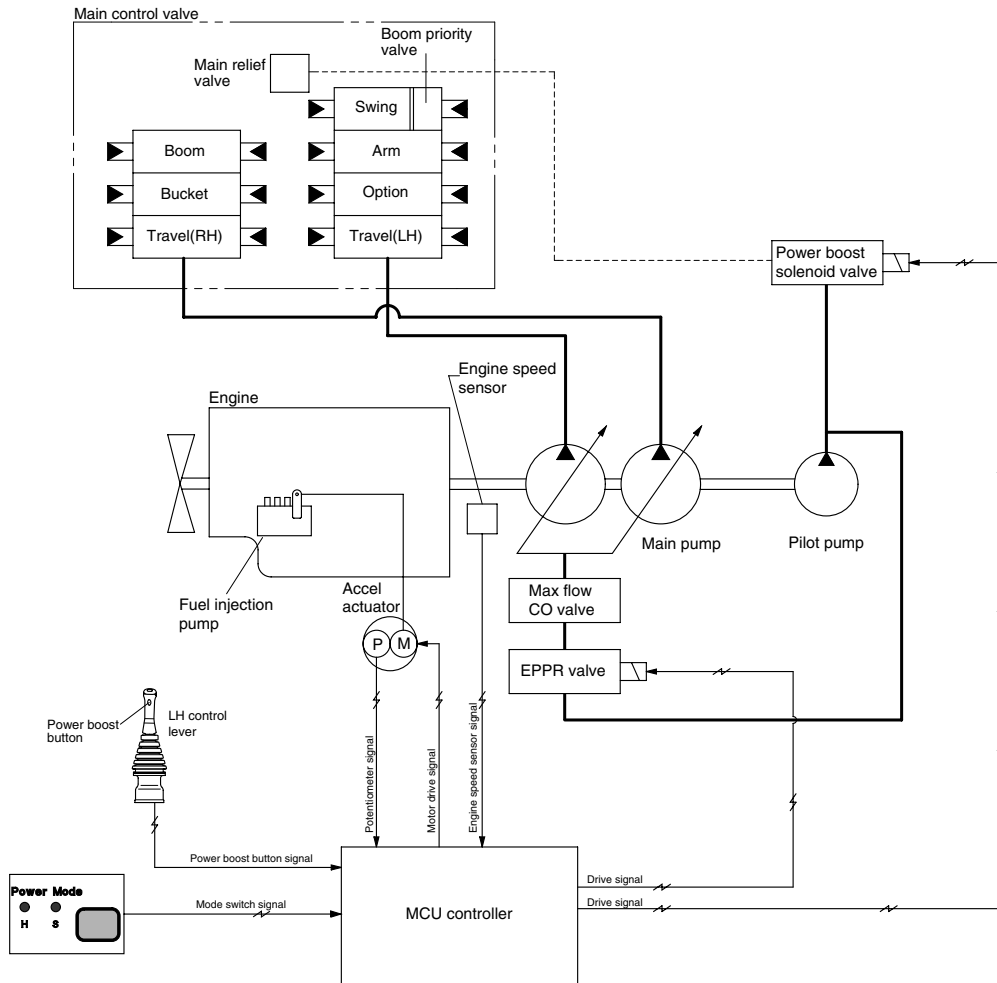 Main control valve
Boom priority
valve
Main relief
valve
Swing
Boom
Arm
Bucket
Option
Travel(RH)
Travel(LH)
Power boost
solenoid valve
Engine speed
sensor
Engine
Main pump
Pilot pump
Fuel injection
pump
Accel
actuator
Max flow
CO valve
P
M
EPPR valve
Power boost
button
LH control
lever
Potentiometer signal
Motor drive signal
Engine speed sensor signal
Power boost button signal
Drive signal
Power Mode
H
S
Mode switch signal
MCU controller
Drive signal